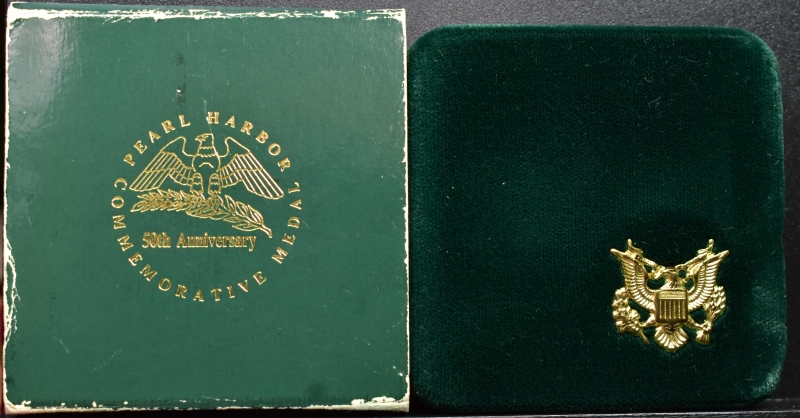 PEARL HARBOR
50th Anniversary
COMMEMORATIVE MEDAL